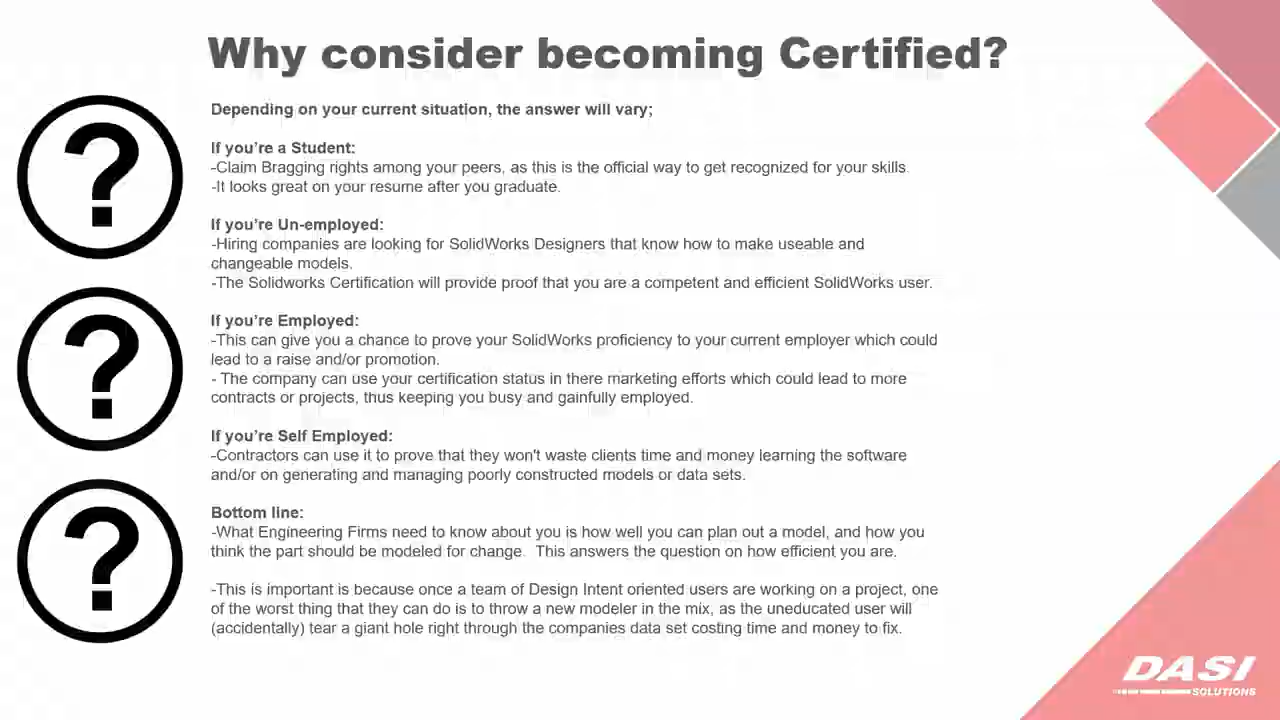 Why consider becoming Certified?
Depending on your current situation, the answer will vary;
If you're a Student:
-Claim Bragging rights among your peers, as this is the official way to get recognized for your skills.
-It looks great on your resume after you graduate.
If you're Un-employed:
-Hiring companies are looking for SolidWorks Designers that know how to make useable and
changeable models.
-The Solidworks Certification will provide proof that you are a competent and efficient SolidWorks user.
If you're Employed:
-This can give you a chance to prove your SolidWorks proficiency to your current employer which could
lead to a raise and/or promotion.
- The company can use your certification status in there marketing efforts which could lead to more
contracts or projects, thus keeping you busy and gainfully employed.
If you're Self Employed:
-Contractors can use it to prove that they won't waste clients time and money learning the software
and/or on generating and managing poorly constructed models or data sets.
Bottom line:
-What Engineering Firms need to know about you is how well you can plan out a model, and how you
think the part should be modeled for change.  This answers the question on how efficient you are.
-This is important is because once a team of Design Intent oriented users are working on a project, one
of the worst thing that they can do is to throw a new modeler in the mix, as the uneducated user will
(accidentally) tear a giant hole right through the companies data set costing time and money to fix.
? 
?
?
DASI
SOLUTIONS